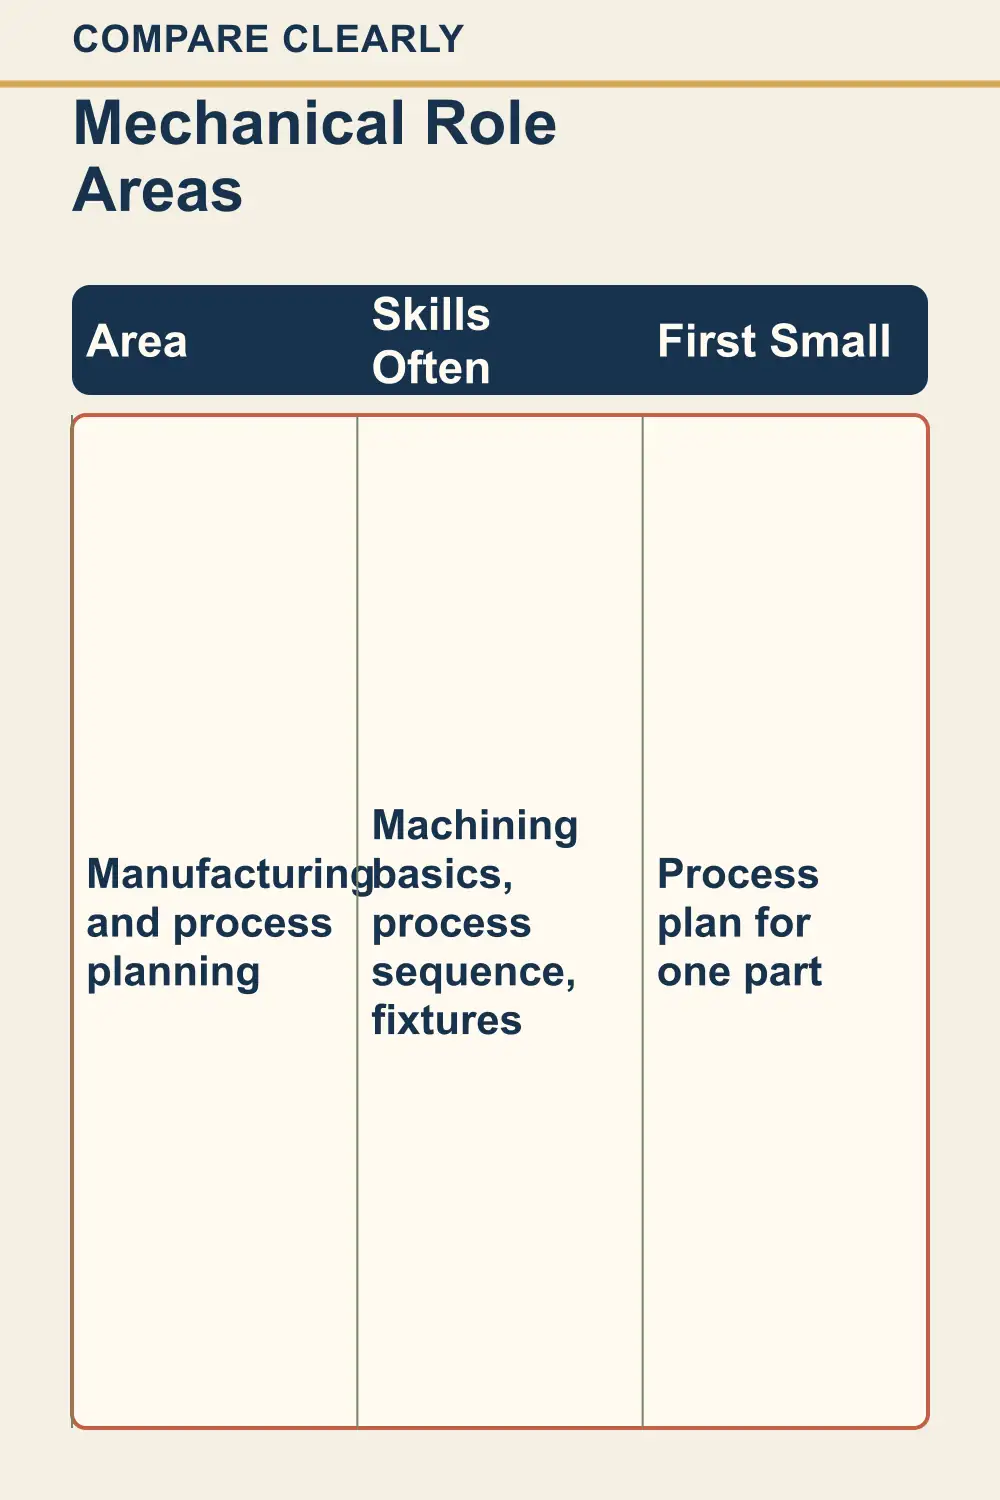 COMPARE CLEARLY
Mechanical Role
Areas
Area
Skills
Often
First Small
Manufacturing
and process
planning
Machining
basics,
process
sequence,
fixtures
Process
plan for
one part